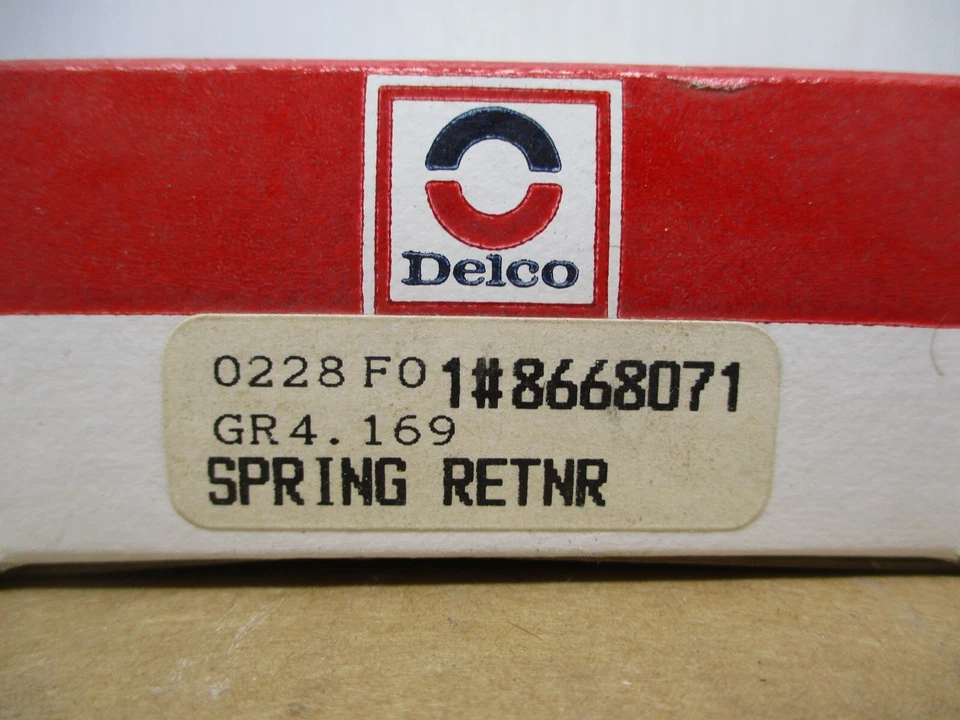 Delco
0228 F0 1#8668071
GR4.169
SPRING RETNR